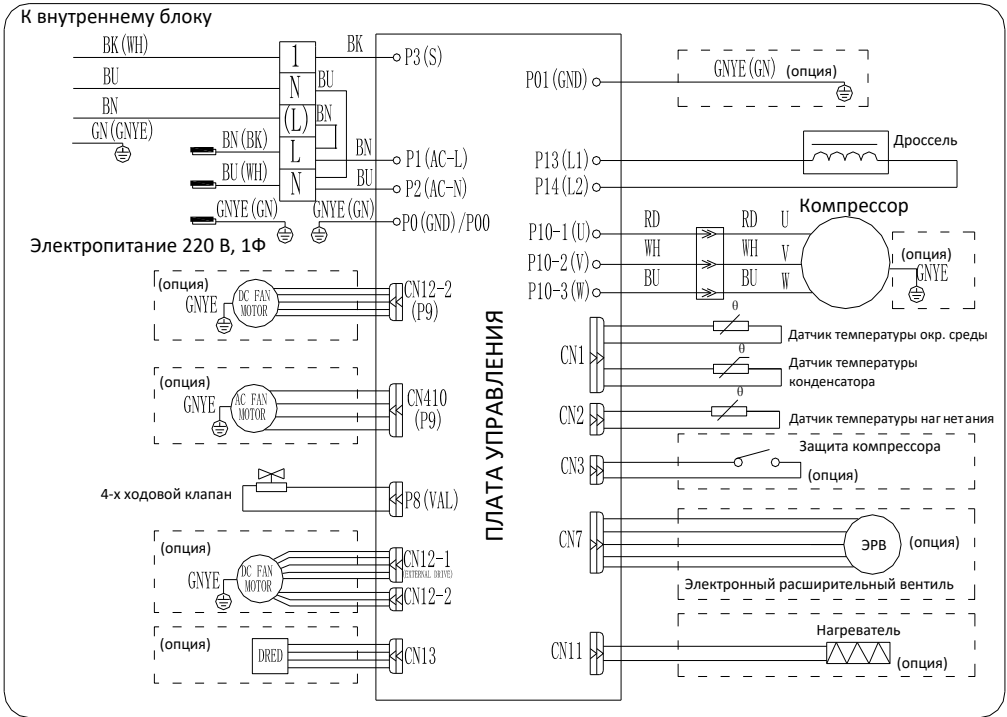 К внутреннему блоку
BK(WH)
BU
BN
GN(GNYE)
1
N
(L)
L
N
BK
BU
BN
BN
BU
BN(BK)
BU(WH)
GNYE(GN)
GNYE(GN)
P3(S)
P1(AC-L)
P2(AC-N)
P0(GND)/P00
Электропитание 220 В, 1Ф
(опция)
GNYE
DC FAN
MOTOR
CN12-2
(P9)
(опция)
GNYE
AC FAN
MOTOR
CN410
(P9)
4-х ходовой клапан
P8(VAL)
(опция)
GNYE
DC FAN
MOTOR
CN12-1
(EXTERNAL DRIVE)
CN12-2
(опция)
DRED
CN13
ПЛАТА УПРАВЛЕНИЯ
P01(GND)
GNYE(GN) (опция)
P13(L1)
P14(L2)
Дроссель
Компрессор
P10-1(U)
RD
RD
U
P10-2(V)
WH
WH
V
P10-3(W)
BU
BU
W
(опция)
GNYE
CN1
θ
Датчик температуры окр. среды
θ
Датчик температуры
конденсатора
CN2
θ
Датчик температуры нагнетания
CN3
Защита компрессора
(опция)
CN7
ЭРВ
(опция)
Электронный расширительный вентиль
CN11
Нагреватель
(опция)